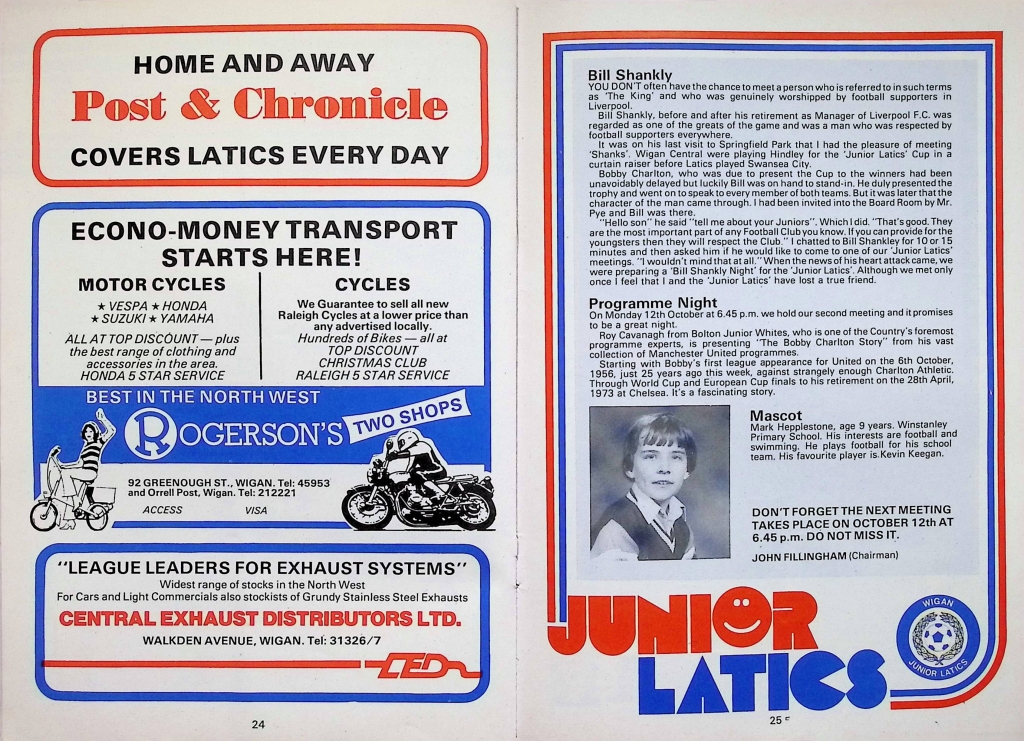 HOME AND AWAY
Post & Chronicle
COVERS LATICS EVERY DAY
ECONO-MONEY TRANSPORT
STARTS HERE!
MOTOR CYCLES
★ VESPA ★ HONDA
★ SUZUKI ★ YAMAHA
ALL AT TOP DISCOUNT — plus
the best range of clothing and
accessories in the area.
HONDA 5 STAR SERVICE
CYCLES
We Guarantee to sell all new
Raleigh Cycles at a lower price than
any advertised locally.
Hundreds of Bikes — all at
TOP DISCOUNT
CHRISTMAS CLUB
RALEIGH 5 STAR SERVICE
BEST IN THE NORTH WEST
ROGERSON'S TWO SHOPS
92 GREENOUGH ST., WIGAN. Tel: 45953
and Orrell Post, Wigan. Tel: 212221
ACCESS VISA
"LEAGUE LEADERS FOR EXHAUST SYSTEMS"
Widest range of stocks in the North West
For Cars and Light Commercials also stockists of Grundy Stainless Steel Exhausts
CENTRAL EXHAUST DISTRIBUTORS LTD.
WALKDEN AVENUE, WIGAN. Tel: 31326/7
CED
24
Bill Shankly
YOU DON'T often have the chance to meet a person who is referred to in such terms
as 'The King' and who was genuinely worshipped by football supporters in
Liverpool.
Bill Shankly, before and after his retirement as Manager of Liverpool F.C. was
regarded as one of the greats of the game and was a man who was respected by
football supporters everywhere.
It was on his last visit to Springfield Park that I had the pleasure of meeting
'Shanks'. Wigan Central were playing Hindley for the 'Junior Latics' Cup in a
curtain raiser before Latics played Swansea City.
Bobby Charlton, who was due to present the Cup to the winners had been
unavoidably delayed but luckily Bill was on hand to stand-in. He duly presented the
trophy and went on to speak to every member of both teams. But it was later that the
character of the man came through. I had been invited into the Board Room by Mr.
Pye and Bill was there.
"Hello son" he said "tell me about your Juniors". Which I did. "That's good. They
are the most important part of any Football Club you know. If you can provide for the
youngsters then they will respect the Club." I chatted to Bill Shankley for 10 or 15
minutes and then asked him if he would like to come to one of our 'Junior Latics'
meetings. "I wouldn't mind that at all." When the news of his heart attack came, we
were preparing a 'Bill Shankly Night' for the 'Junior Latics'. Although we met only
once I feel that I and the 'Junior Latics' have lost a true friend.
Programme Night
On Monday 12th October at 6.45 p.m. we hold our second meeting and it promises
to be a great night.
Roy Cavanagh from Bolton Junior Whites, who is one of the Country's foremost
programme experts, is presenting "The Bobby Charlton Story" from his vast
collection of Manchester United programmes.
Starting with Bobby's first league appearance for United on the 6th October,
1956, just 25 years ago this week, against strangely enough Charlton Athletic.
Through World Cup and European Cup finals to his retirement on the 28th April,
1973 at Chelsea. It's a fascinating story.
Mascot
Mark Hepplestone, age 9 years. Winstanley
Primary School. His interests are football and
swimming. He plays football for his school
team. His favourite player is Kevin Keegan.
DON'T FORGET THE NEXT MEETING
TAKES PLACE ON OCTOBER 12th AT
6.45 p.m. DO NOT MISS IT.
JOHN FILLINGHAM (Chairman)
JUNIOR
LATICS
WIGAN
JUNIOR LATICS
25